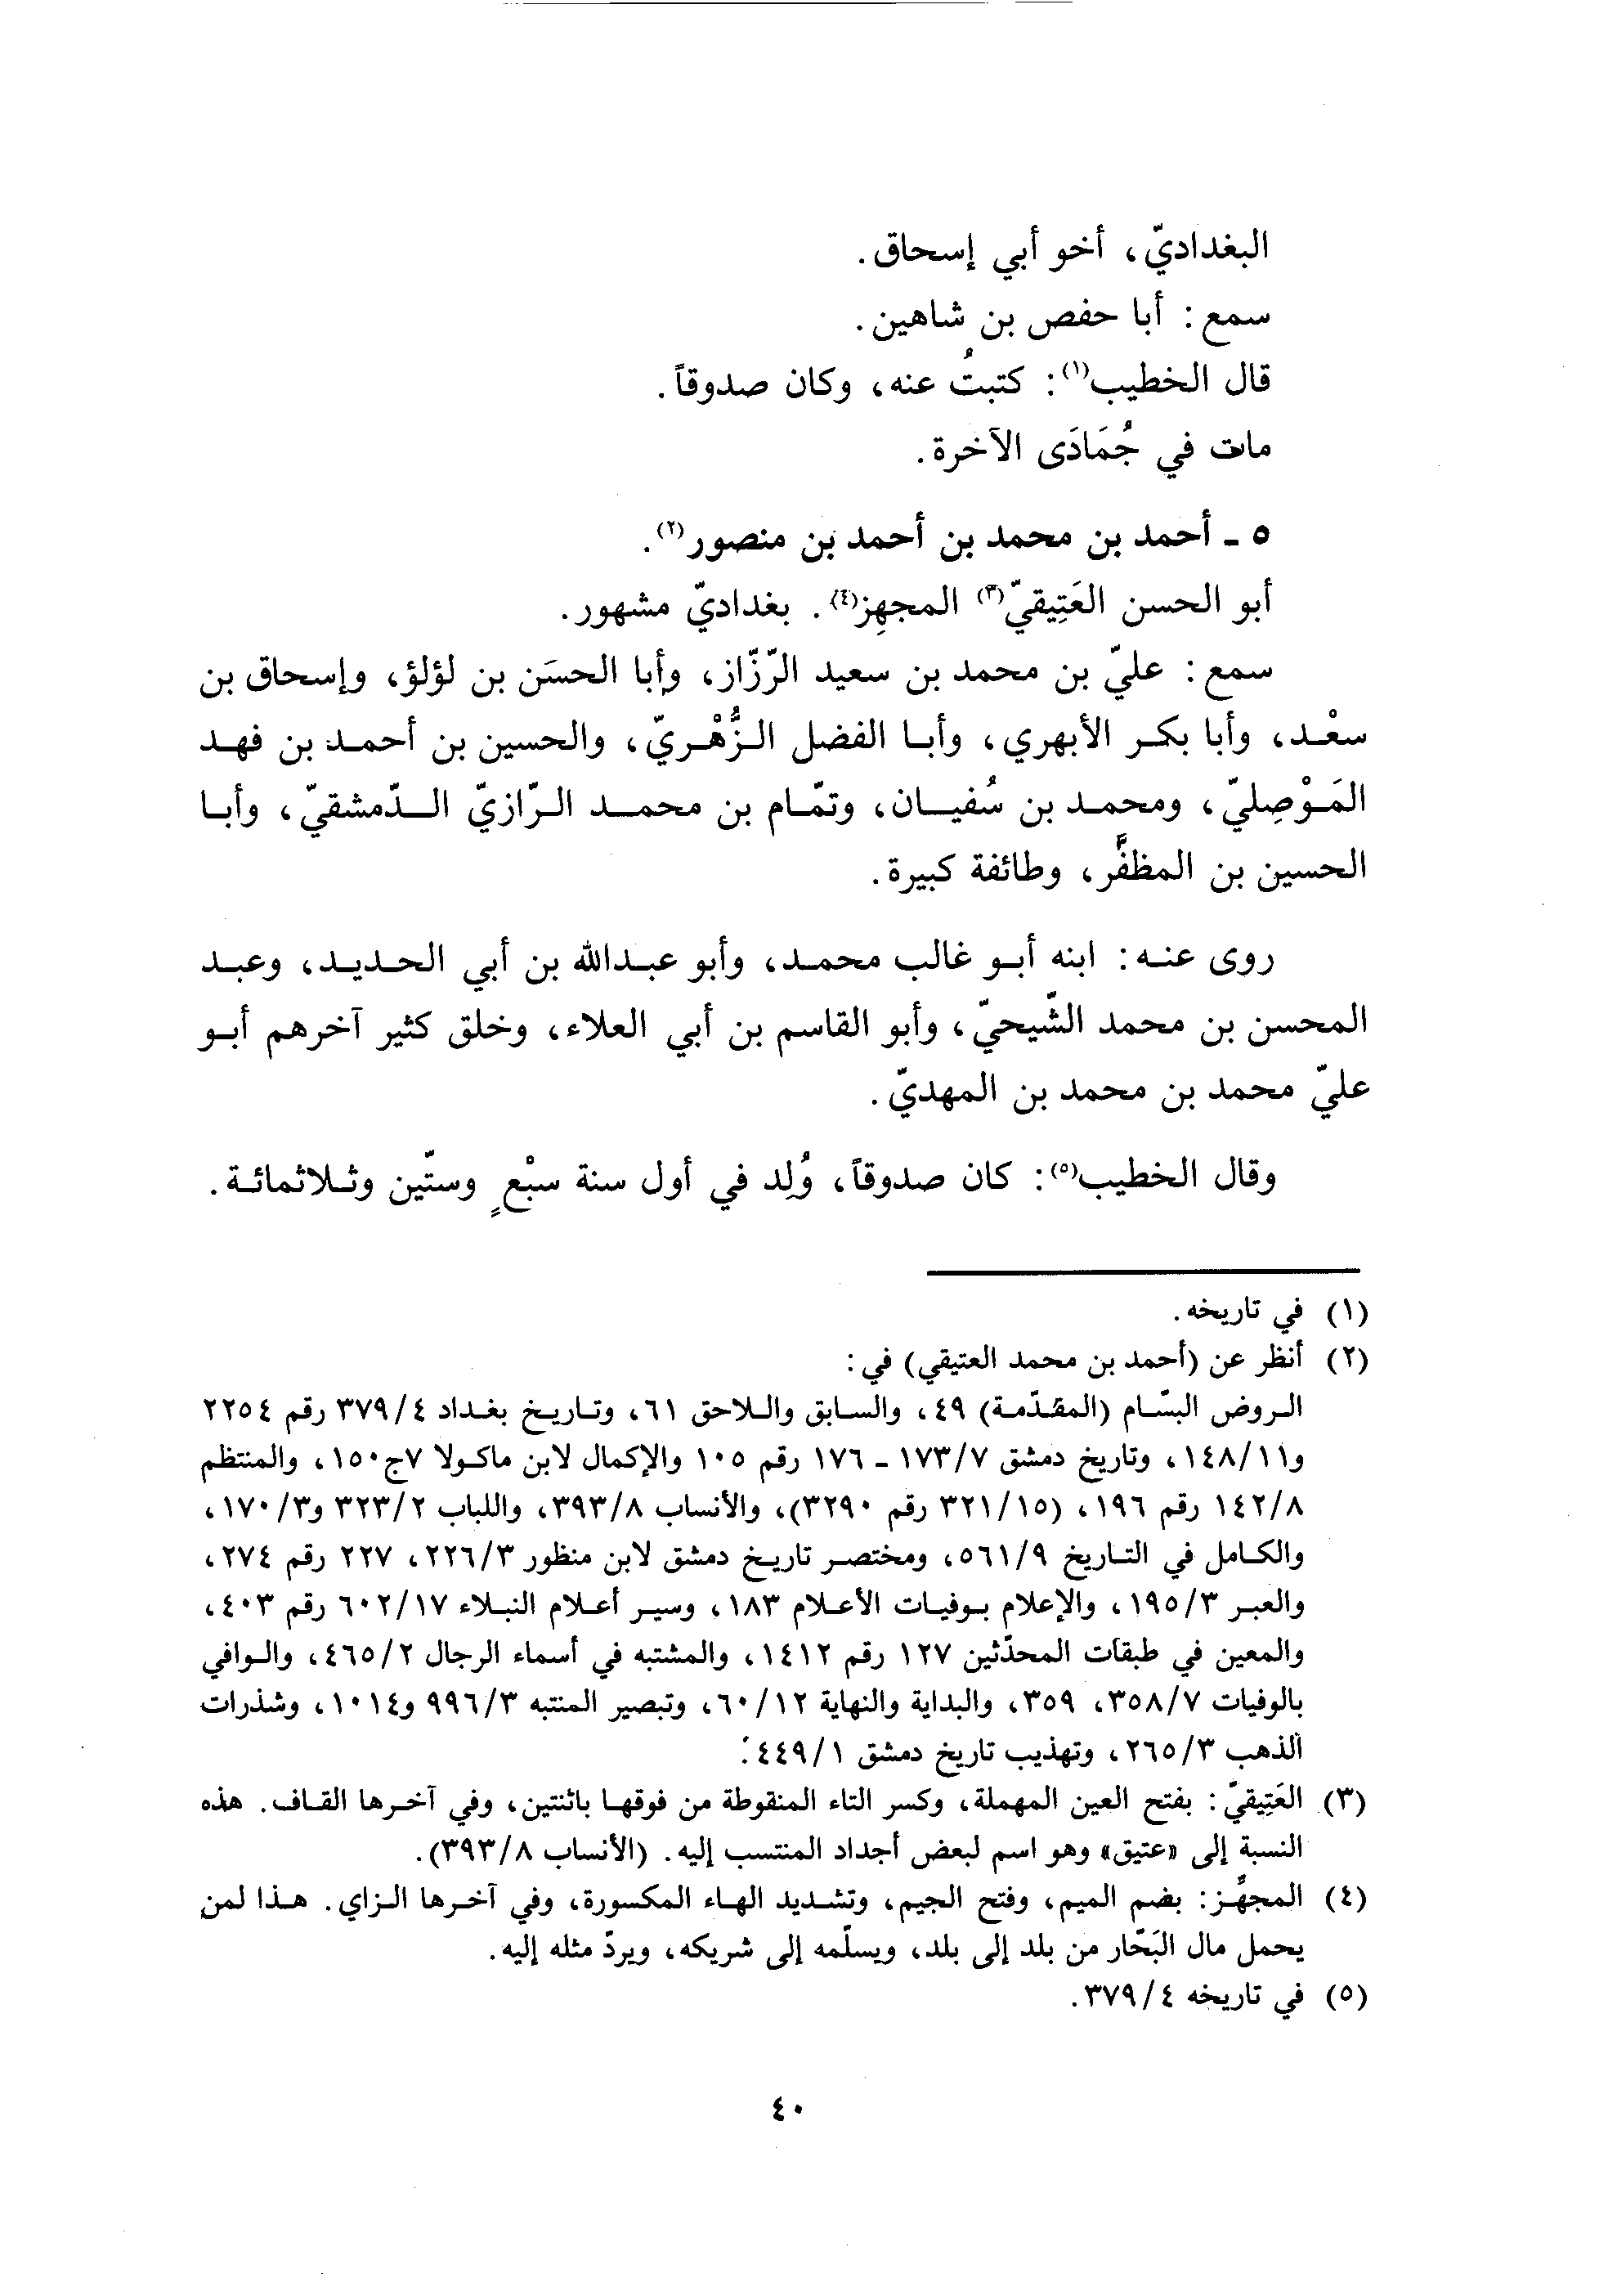 البغداديّ، أخو أبي إسحاق.
سمع: أبا حفص بن شاهين.
قال الخطيب(١): كتبتُ عنه، وكان صدوقاً.
مات في جُمَادَى الآخرة.
٥ ـ أحمد بن محمد بن أحمد بن منصور(٢).
أبو الحسن العَتِيقيّ(٣) المجهِز(٤). بغداديّ مشهور.
سمع: عليّ بن محمد بن سعيد الرّزّاز، وأبا الحسَن بن لؤلؤ، وإسحاق بن
سعْد، وأبا بكر الأبهري، وأبا الفضل الزُّهْريّ، والحسين بن أحمد بن فهد
المَوْصِليّ، ومحمد بن سُفيان، وتمّام بن محمد الرّازيّ الدّمشقيّ، وأبا
الحسين بن المظفَّر، وطائفة كبيرة.
روى عنه: ابنه أبو غالب محمد، وأبو عبدالله بن أبي الحديد، وعبد
المحسن بن محمد الشّيحيّ، وأبو القاسم بن أبي العلاء، وخلق كثير آخرهم أبو
عليّ محمد بن محمد بن المهديّ.
وقال الخطيب(٥): كان صدوقاً، وُلِد في أول سنة سبْعٍ وستّين وثلاثمائة.
(١) في تاريخه.
(٢) أنظر عن (أحمد بن محمد العتيقي) في:
الروض البسّام (المقدّمة) ٤٩، والسابق واللاحق ٦١، وتاريخ بغداد ٣٧٩/٤ رقم ٢٢٥٤
و١٤٨/١١، وتاريخ دمشق ١٧٣/٧ ـ ١٧٦ رقم ١٠٥ والإكمال لابن ماكولا ٧ج١٥٠، والمنتظم
١٤٢/٨ رقم ١٩٦، (٣٢١/١٥ رقم ٣٢٩٠)، والأنساب ٣٩٣/٨، واللباب ٣٢٣/٢ و١٧٠/٣،
والكامل في التاريخ ٥٦١/٩، ومختصر تاريخ دمشق لابن منظور ٢٢٦/٣، ٢٢٧ رقم ٢٧٤،
والعبر ١٩٥/٣، والإعلام بوفيات الأعلام ١٨٣، وسير أعلام النبلاء ٦٠٢/١٧ رقم ٤٠٣،
والمعين في طبقات المحدّثين ١٢٧ رقم ١٤١٢، والمشتبه في أسماء الرجال ٤٦٥/٢، والوافي
بالوفيات ٣٥٨/٧، ٣٥٩، والبداية والنهاية ٦٠/١٢، وتبصير المنتبه ٩٩٦/٣ و١٠١٤، وشذرات
الذهب ٢٦٥/٣، وتهذيب تاريخ دمشق ٤٤٩/١.
(٣) العَتِيقيّ: بفتح العين المهملة، وكسر التاء المنقوطة من فوقها باثنتين، وفي آخرها القاف. هذه
النسبة إلى «عتيق» وهو اسم لبعض أجداد المنتسب إليه. (الأنساب ٣٩٣/٨).
(٤) المجهّز: بضم الميم، وفتح الجيم، وتشديد الهاء المكسورة، وفي آخرها الزاي. هذا لمن
يحمل مال البَحّار من بلد إلى بلد، ويسلّمه إلى شريكه، ويردّ مثله إليه.
(٥) في تاريخه ٣٧٩/٤.
٤٠